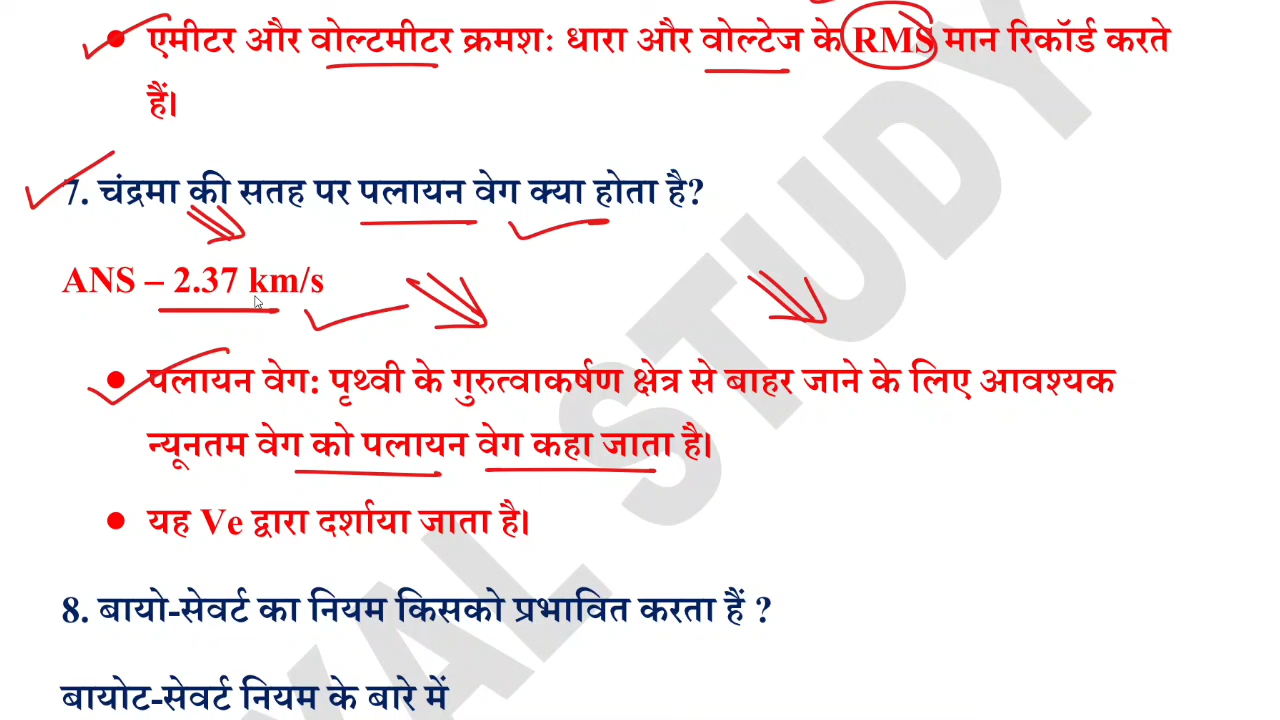 एमीटर और वोल्टमीटर क्रमशः धारा और वोल्टेज के RMS मान रिकॉर्ड करते
हैं।
7. चंद्रमा की सतह पर पलायन वेग क्या होता है?
ANS – 2.37 km/s
पलायन वेग: पृथ्वी के गुरुत्वाकर्षण क्षेत्र से बाहर जाने के लिए आवश्यक
न्यूनतम वेग को पलायन वेग कहा जाता है।
यह Ve द्वारा दर्शाया जाता है।
8. बायो-सेवर्ट का नियम किसको प्रभावित करता हैं ?
बायोट-सेवर्ट नियम के बारे में
YAL STUDY